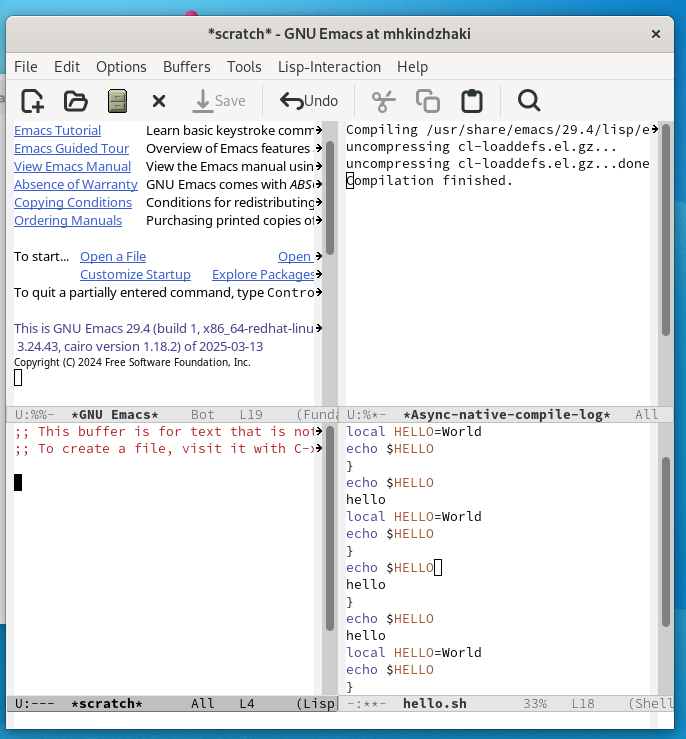 *scratch* - GNU Emacs at mhkindzhaki
File Edit Options Buffers Tools Lisp-Interaction Help
Save Undo
Emacs Tutorial Learn basic keystroke comm
Emacs Guided Tour Overview of Emacs features
View Emacs Manual View the Emacs manual usin
Absence of Warranty GNU Emacs comes with ABS
Copying Conditions Conditions for redistributing
Ordering Manuals Purchasing printed copies of
To start... Open a File Open
Customize Startup Explore Packages
To quit a partially entered command, type Contro
This is GNU Emacs 29.4 (build 1, x86_64-redhat-linu
3.24.43, cairo version 1.18.2) of 2025-03-13
Copyright (C) 2024 Free Software Foundation, Inc.
U:%%- *GNU Emacs* Bot L19 (Funda
Compiling /usr/share/emacs/29.4/lisp/e
uncompressing cl-loaddefs.el.gz...
uncompressing cl-loaddefs.el.gz...done
Compilation finished.
U:%*- *Async-native-compile-log* All
;; This buffer is for text that is not
;; To create a file, visit it with C-x
U:--- *scratch* All L4 (Lisp
local HELLO=World
echo $HELLO
}
echo $HELLO
hello
local HELLO=World
echo $HELLO
}
echo $HELLO
hello
}
echo $HELLO
hello
local HELLO=World
echo $HELLO
}
-:**- hello.sh 33% L18 (Shell